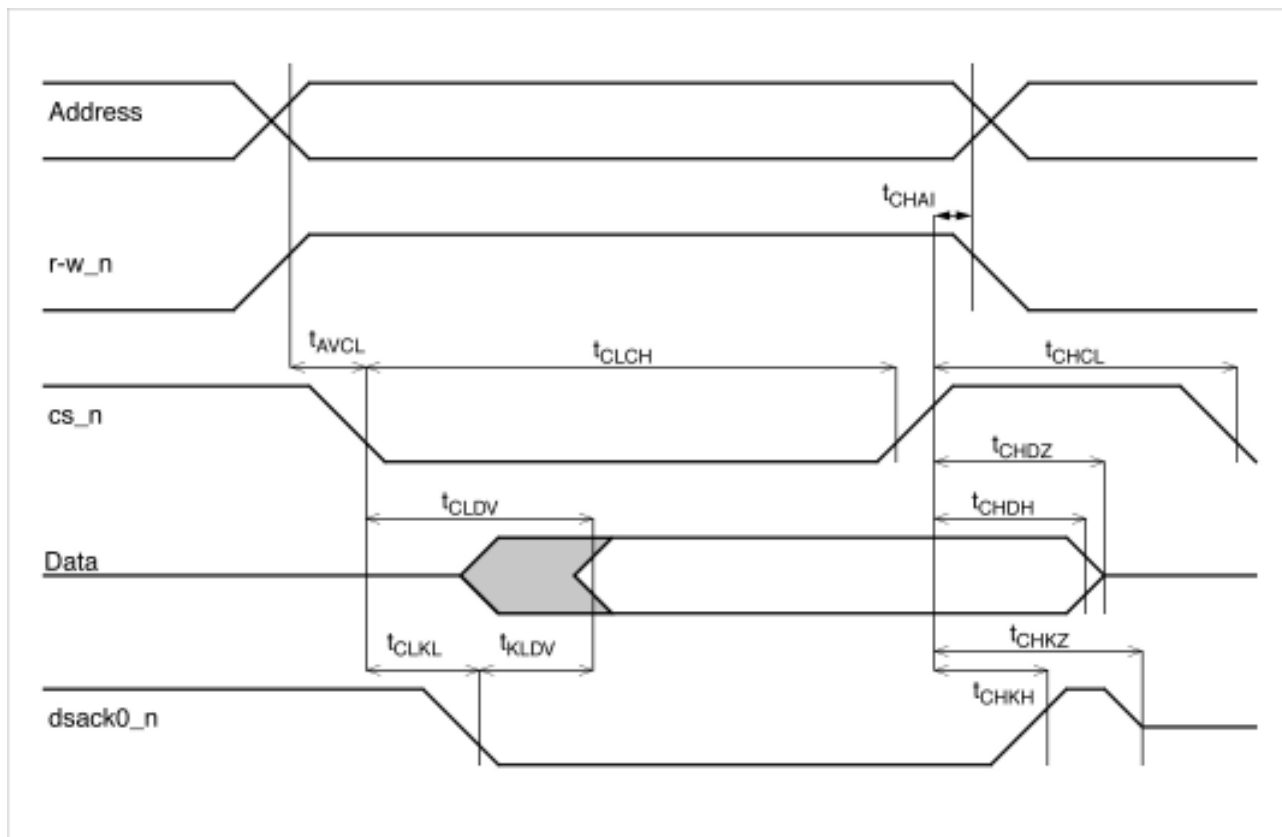 Address
tCHAI
r-w_n
tAVCL
tCLCH
tCHCL
cs_n
tCHDZ
tCLDV
tCHDH
Data
tCLKL
tKLDV
tCHKZ
tCHKH
dsack0_n